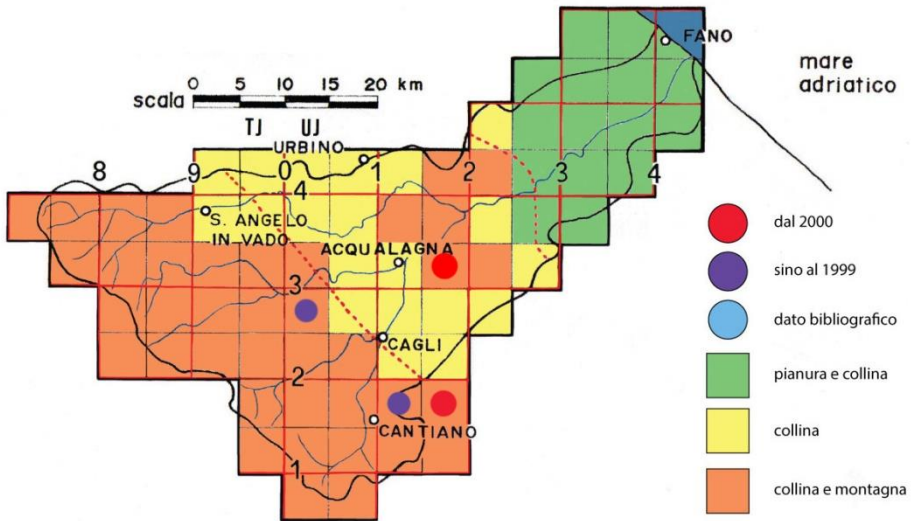 FANO
mare
adriatico
scala
0 5 10 15 20 km
TJ UJ
URBINO
8 9 0 1 2 3 4
4
S. ANGELO
IN VADO
ACQUALAGNA
3
CAGLI
2
CANTIANO
1
dal 2000
sino al 1999
dato bibliografico
pianura e collina
collina
collina e montagna